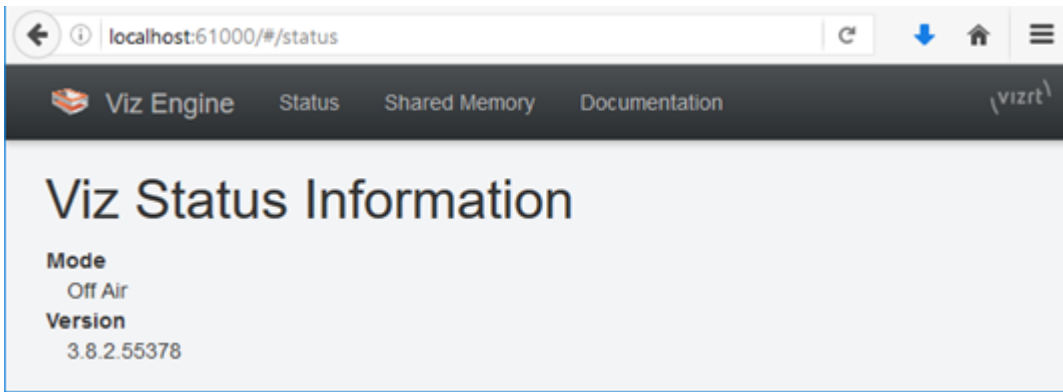 localhost:61000/#/status
Viz Engine Status Shared Memory Documentation vizrt
Viz Status Information
Mode
Off Air
Version
3.8.2.55378